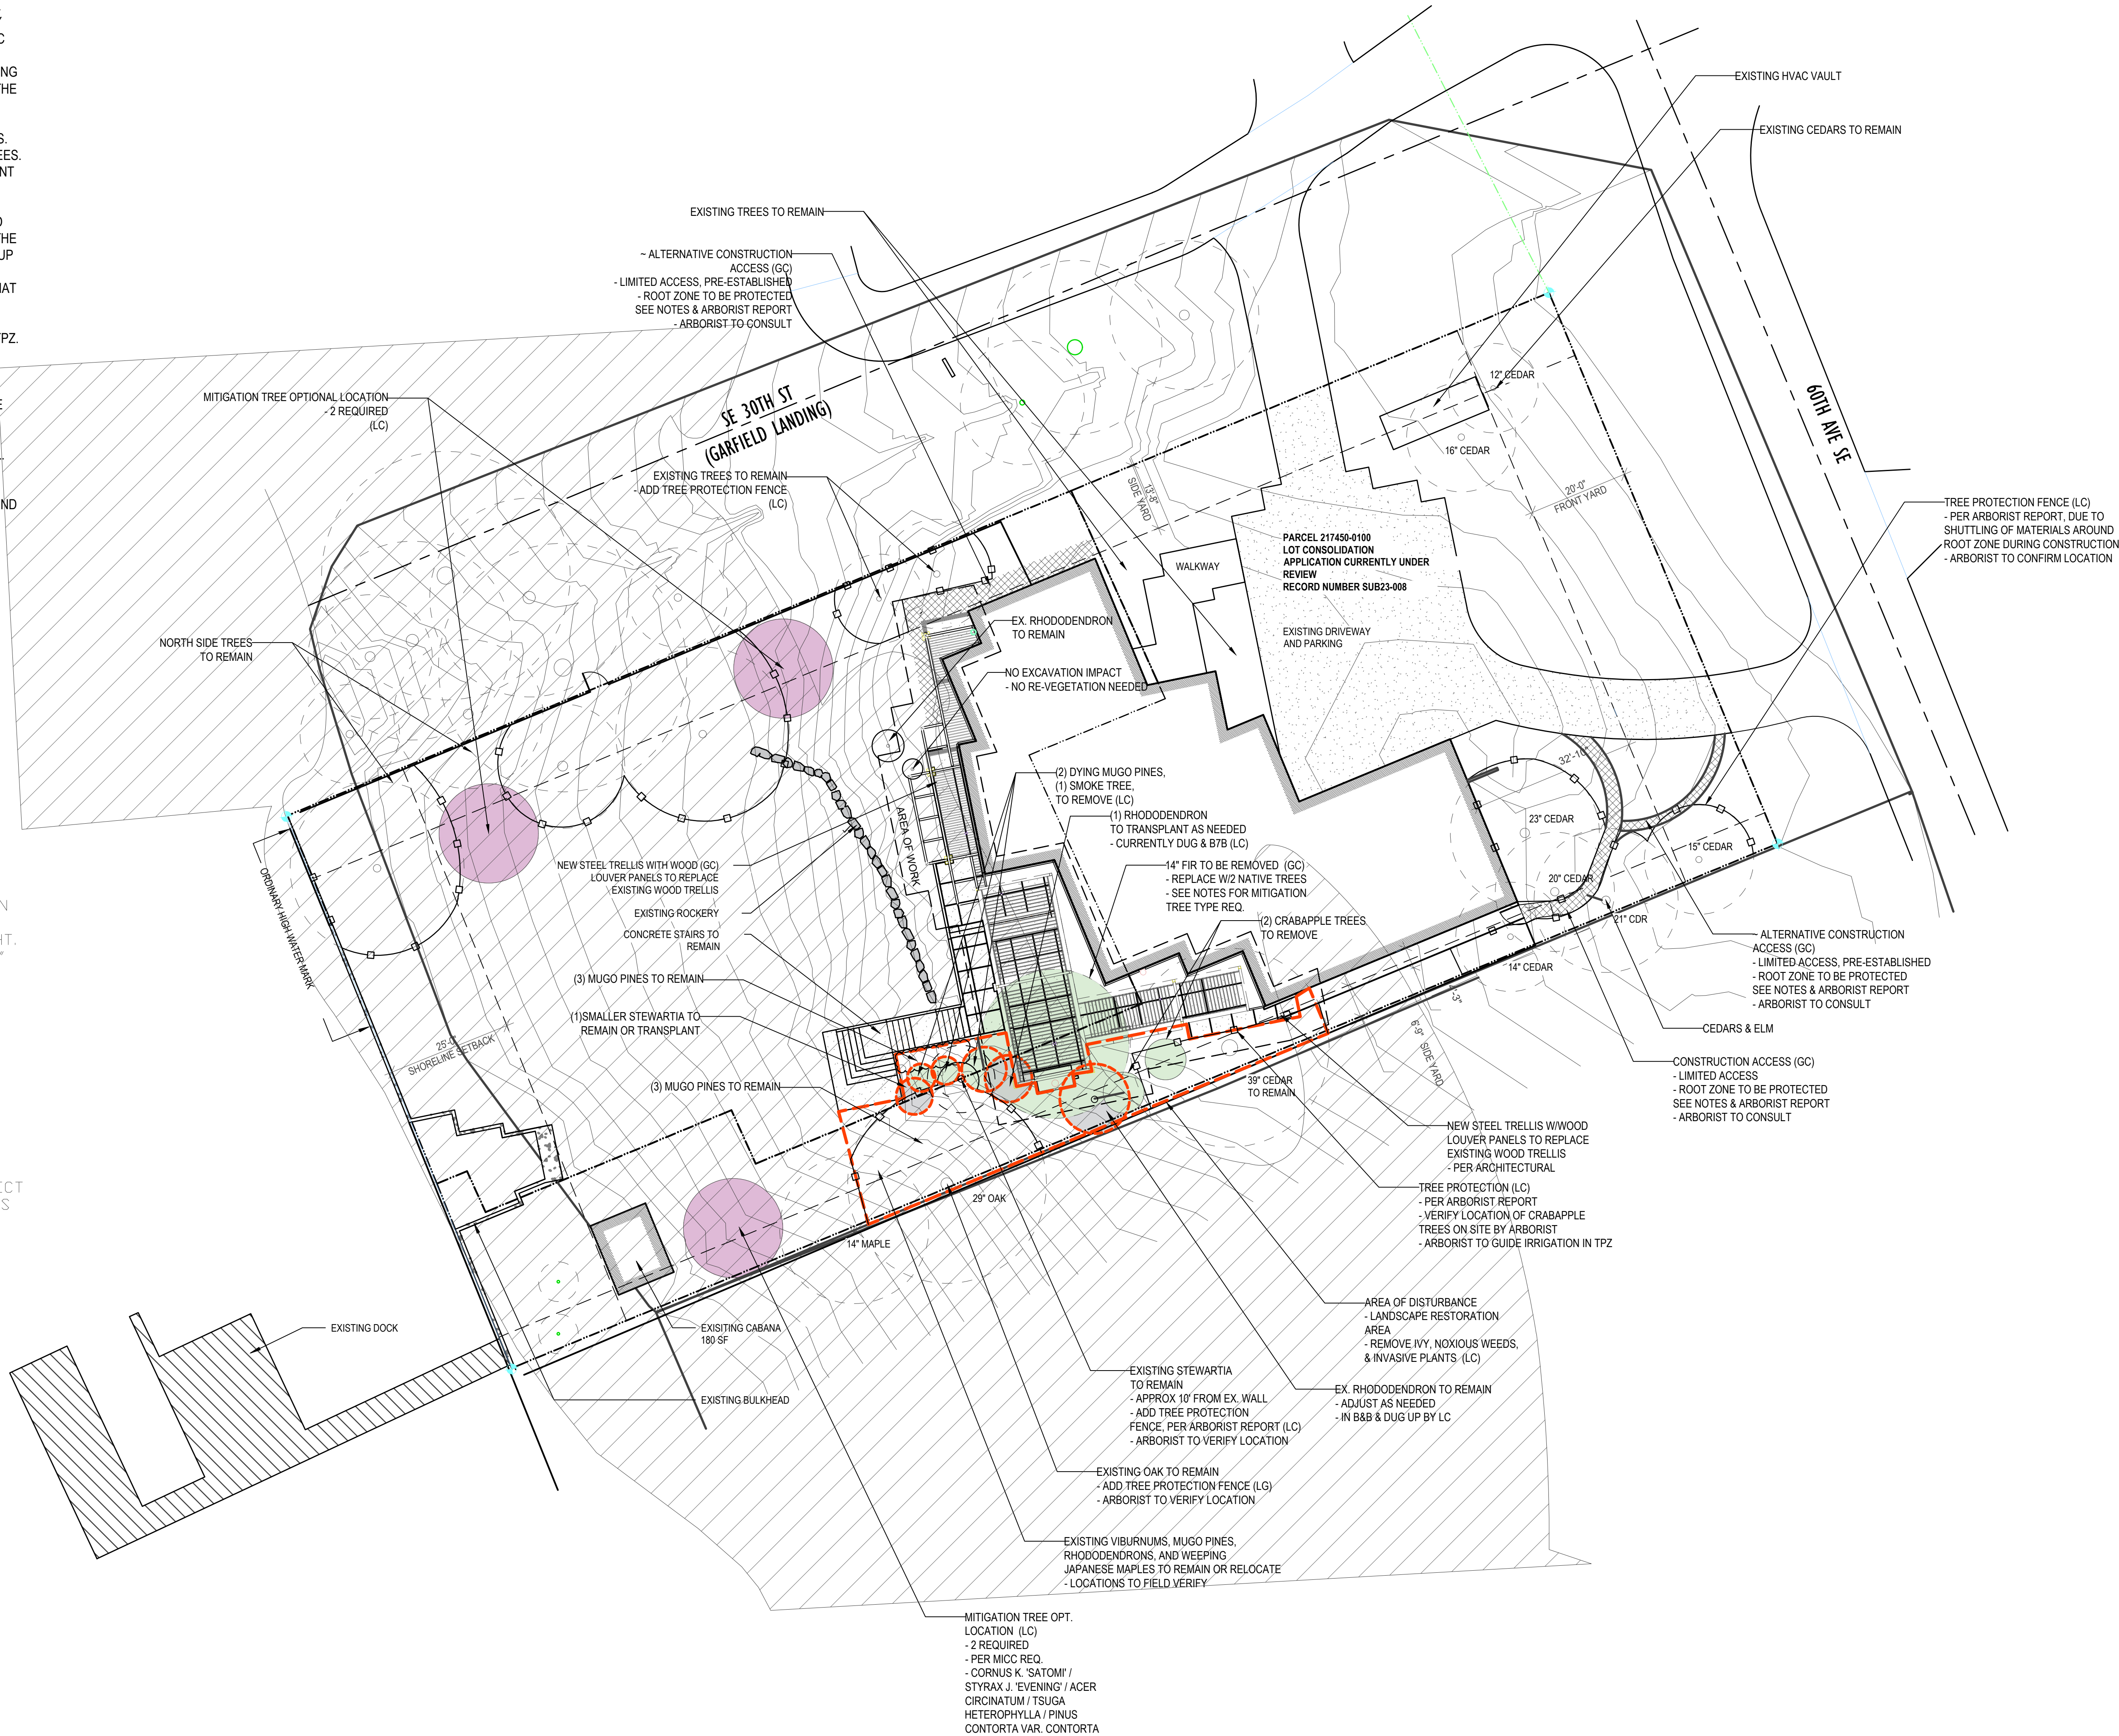 ING
THE
S.
EES.
NT
THE
UP
HAT
TPZ.
E
ND
N
HT.
ECT
S
EXISTING HVAC VAULT
EXISTING CEDARS TO REMAIN
EXISTING TREES TO REMAIN
~ ALTERNATIVE CONSTRUCTION
ACCESS (GC)
- LIMITED ACCESS, PRE-ESTABLISHED
- ROOT ZONE TO BE PROTECTED
SEE NOTES & ARBORIST REPORT
- ARBORIST TO CONSULT
12" CEDAR
16" CEDAR
MITIGATION TREE OPTIONAL LOCATION
- 2 REQUIRED
(LC)
SE 30TH ST
(GARFIELD LANDING)
60TH AVE SE
EXISTING TREES TO REMAIN
- ADD TREE PROTECTION FENCE
(LC)
13'-8"
SIDE YARD
20'-0"
FRONT YARD
TREE PROTECTION FENCE (LC)
- PER ARBORIST REPORT, DUE TO
SHUTTLING OF MATERIALS AROUND
ROOT ZONE DURING CONSTRUCTION
- ARBORIST TO CONFIRM LOCATION
PARCEL 217450-0100
LOT CONSOLIDATION
APPLICATION CURRENTLY UNDER
REVIEW
RECORD NUMBER SUB23-008
WALKWAY
EXISTING DRIVEWAY
AND PARKING
EX. RHODODENDRON
TO REMAIN
NORTH SIDE TREES
TO REMAIN
NO EXCAVATION IMPACT
- NO RE-VEGETATION NEEDED
32'-10"
(2) DYING MUGO PINES,
(1) SMOKE TREE,
TO REMOVE (LC)
(1) RHODODENDRON
TO TRANSPLANT AS NEEDED
- CURRENTLY DUG & B7B (LC)
AREA OF WORK
23" CEDAR
15" CEDAR
20" CEDAR
21" CDR
14" CEDAR
NEW STEEL TRELLIS WITH WOOD (GC)
LOUVER PANELS TO REPLACE
EXISTING WOOD TRELLIS
14" FIR TO BE REMOVED (GC)
- REPLACE W/2 NATIVE TREES
- SEE NOTES FOR MITIGATION
TREE TYPE REQ.
EXISTING ROCKERY
CONCRETE STAIRS TO
REMAIN
(2) CRABAPPLE TREES
TO REMOVE
ORDINARY HIGH WATER MARK
~ ALTERNATIVE CONSTRUCTION
ACCESS (GC)
- LIMITED ACCESS, PRE-ESTABLISHED
- ROOT ZONE TO BE PROTECTED
SEE NOTES & ARBORIST REPORT
- ARBORIST TO CONSULT
(3) MUGO PINES TO REMAIN
(1)SMALLER STEWARTIA TO
REMAIN OR TRANSPLANT
CEDARS & ELM
25'-0"
SHORELINE SETBACK
6'-9" SIDE YARD
CONSTRUCTION ACCESS (GC)
- LIMITED ACCESS
- ROOT ZONE TO BE PROTECTED
SEE NOTES & ARBORIST REPORT
- ARBORIST TO CONSULT
(3) MUGO PINES TO REMAIN
39" CEDAR
TO REMAIN
NEW STEEL TRELLIS W/WOOD
LOUVER PANELS TO REPLACE
EXISTING WOOD TRELLIS
- PER ARCHITECTURAL
TREE PROTECTION (LC)
- PER ARBORIST REPORT
- VERIFY LOCATION OF CRABAPPLE
TREES ON SITE BY ARBORIST
- ARBORIST TO GUIDE IRRIGATION IN TPZ
29" OAK
14" MAPLE
AREA OF DISTURBANCE
- LANDSCAPE RESTORATION
AREA
- REMOVE IVY, NOXIOUS WEEDS,
& INVASIVE PLANTS (LC)
EXISTING DOCK
EXISITING CABANA
180 SF
EXISTING BULKHEAD
EXISTING STEWARTIA
TO REMAIN
- APPROX 10' FROM EX. WALL
- ADD TREE PROTECTION
FENCE, PER ARBORIST REPORT (LC)
- ARBORIST TO VERIFY LOCATION
EX. RHODODENDRON TO REMAIN
- ADJUST AS NEEDED
- IN B&B & DUG UP BY LC
EXISTING OAK TO REMAIN
- ADD TREE PROTECTION FENCE (LG)
- ARBORIST TO VERIFY LOCATION
EXISTING VIBURNUMS, MUGO PINES,
RHODODENDRONS, AND WEEPING
JAPANESE MAPLES TO REMAIN OR RELOCATE
- LOCATIONS TO FIELD VERIFY
MITIGATION TREE OPT.
LOCATION (LC)
- 2 REQUIRED
- PER MICC REQ.
- CORNUS K. 'SATOMI' /
STYRAX J. 'EVENING' / ACER
CIRCINATUM / TSUGA
HETEROPHYLLA / PINUS
CONTORTA VAR. CONTORTA